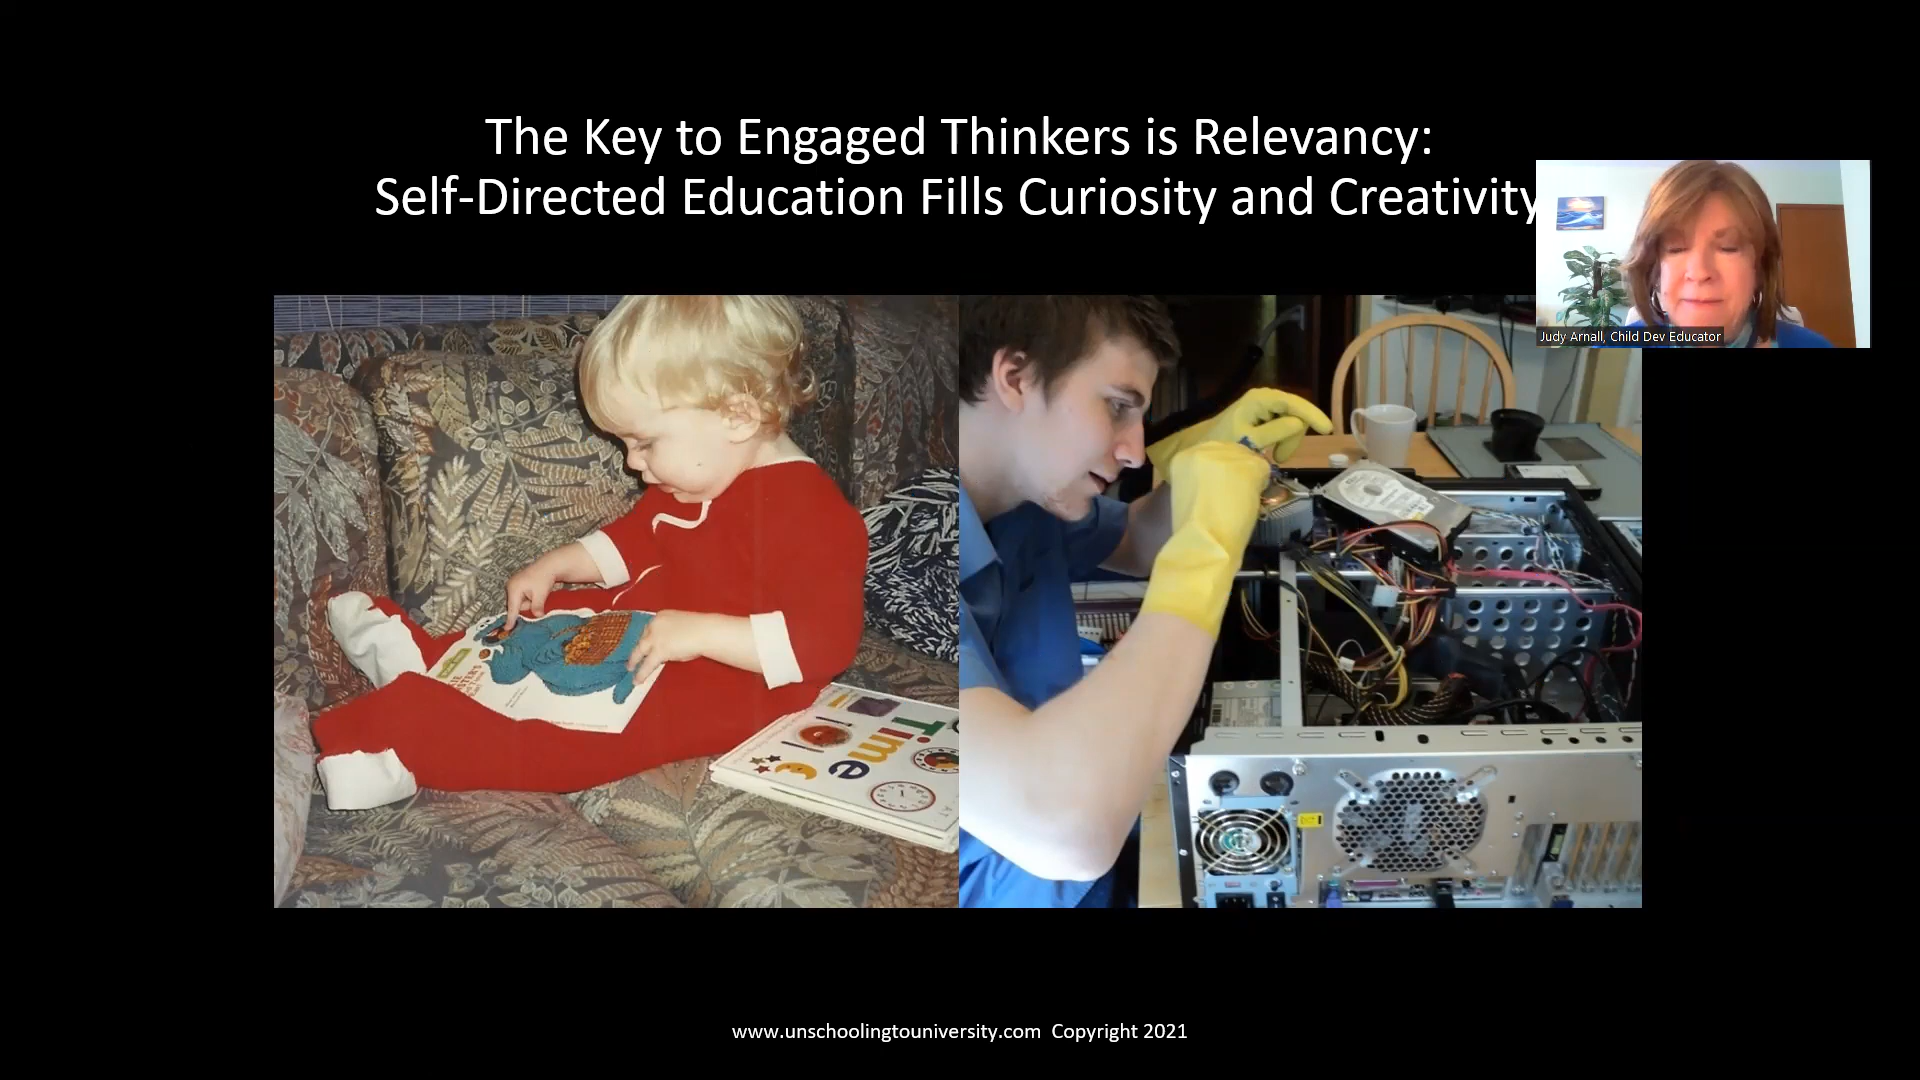 The Key to Engaged Thinkers is Relevancy:
Self-Directed Education Fills Curiosity and Creativity
Judy Arnall, Child Dev Educator
Time
www.unschoolingtouniversity.com Copyright 2021